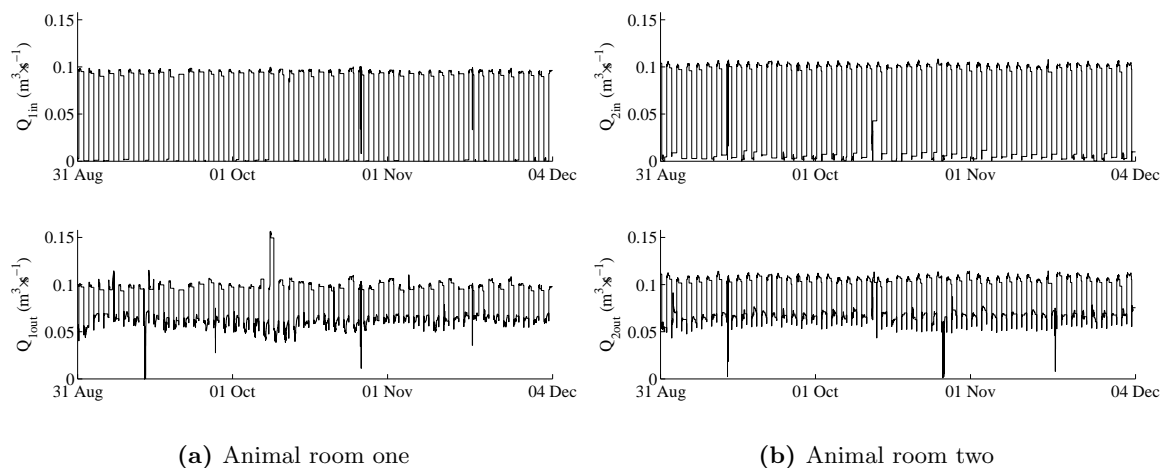 0.15
0.1
0.05
0
Q1in (m3×s−1)
31 Aug 01 Oct 01 Nov 04 Dec
0.15
0.1
0.05
0
Q1out (m3×s−1)
31 Aug 01 Oct 01 Nov 04 Dec
(a) Animal room one
0.15
0.1
0.05
0
Q2in (m3×s−1)
31 Aug 01 Oct 01 Nov 04 Dec
0.15
0.1
0.05
0
Q2out (m3×s−1)
31 Aug 01 Oct 01 Nov 04 Dec
(b) Animal room two